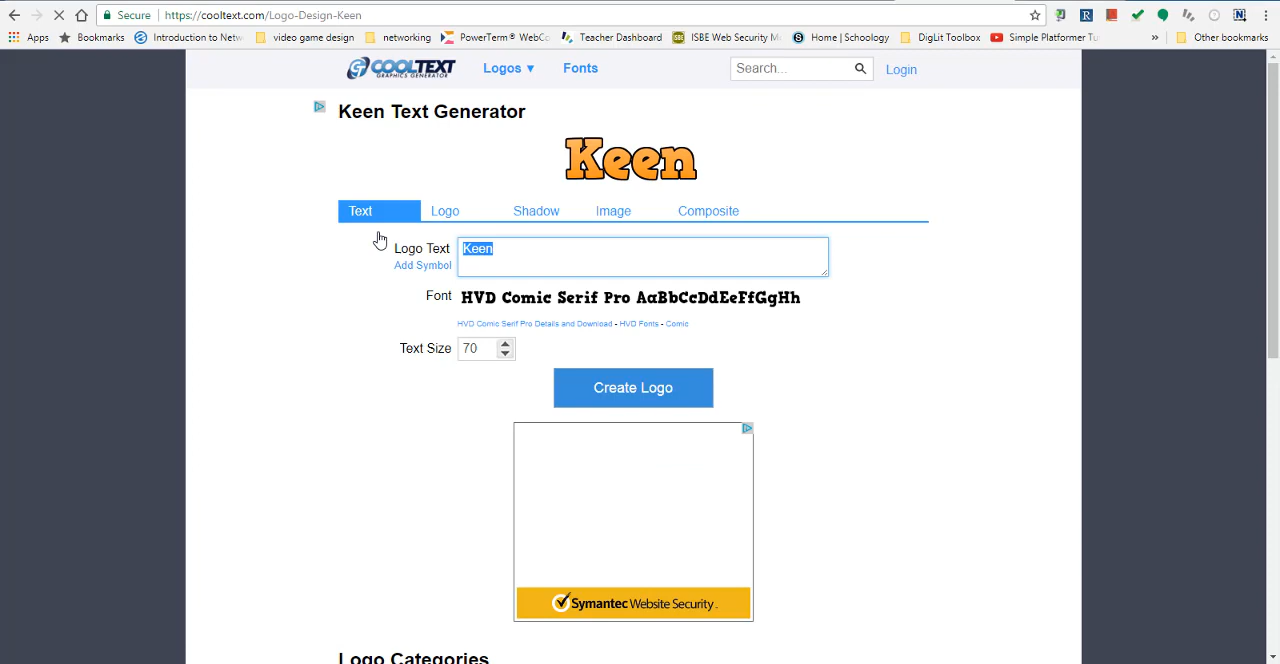 Secure https://cooltext.com/Logo-Design-Keen
Apps Bookmarks Introduction to Netw video game design networking PowerTerm® WebCo Teacher Dashboard ISBE Web Security Mo Home | Schoology DigLit Toolbox Simple Platformer Tu » Other bookmarks
COOLTEXT Logos ▼ Fonts Search... Login
GRAPHICS GENERATOR
Keen Text Generator
Keen
Text Logo Shadow Image Composite
Logo Text Keen
Add Symbol
Font HVD Comic Serif Pro AaBbCcDdEeFfGgHh
HVD Comic Serif Pro Details and Download - HVD Fonts - Comic
Text Size 70
Create Logo
Symantec Website Security.
Logo Categories